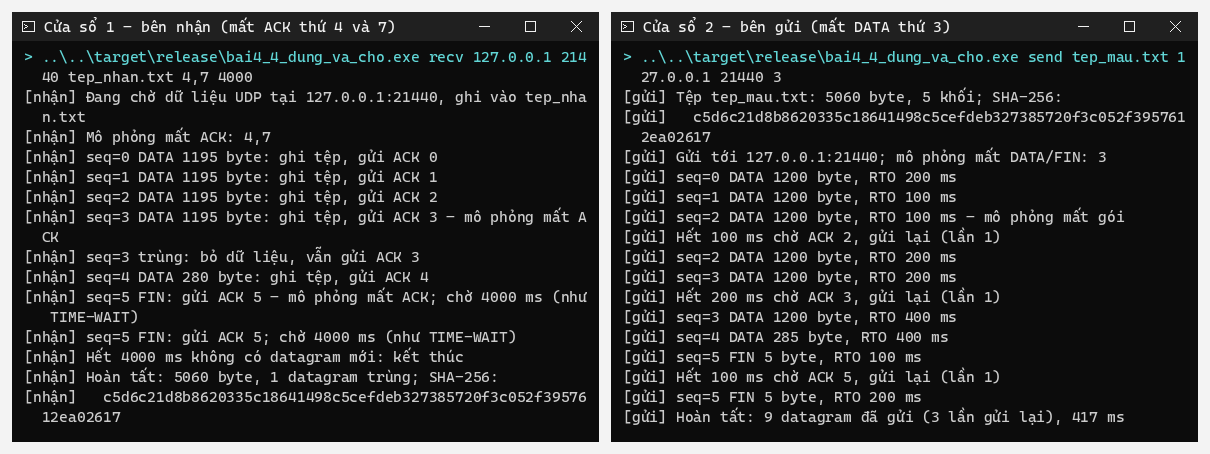 Cửa sổ 1 — bên nhận (mất ACK thứ 4 và 7)
> ..\..\target\release\bai4_4_dung_va_cho.exe recv 127.0.0.1 214
40 tep_nhan.txt 4,7 4000
[nhận] Đang chờ dữ liệu UDP tại 127.0.0.1:21440, ghi vào tep_nha
n.txt
[nhận] Mô phỏng mất ACK: 4,7
[nhận] seq=0 DATA 1195 byte: ghi tệp, gửi ACK 0
[nhận] seq=1 DATA 1195 byte: ghi tệp, gửi ACK 1
[nhận] seq=2 DATA 1195 byte: ghi tệp, gửi ACK 2
[nhận] seq=3 DATA 1195 byte: ghi tệp, gửi ACK 3 — mô phỏng mất A
CK
[nhận] seq=3 trùng: bỏ dữ liệu, vẫn gửi ACK 3
[nhận] seq=4 DATA 280 byte: ghi tệp, gửi ACK 4
[nhận] seq=5 FIN: gửi ACK 5 — mô phỏng mất ACK; chờ 4000 ms (như
TIME-WAIT)
[nhận] seq=5 FIN: gửi ACK 5; chờ 4000 ms (như TIME-WAIT)
[nhận] Hết 4000 ms không có datagram mới: kết thúc
[nhận] Hoàn tất: 5060 byte, 1 datagram trùng; SHA-256:
[nhận]   c5d6c21d8b8620335c18641498c5cefdeb327385720f3c052f39576
12ea02617
Cửa sổ 2 — bên gửi (mất DATA thứ 3)
> ..\..\target\release\bai4_4_dung_va_cho.exe send tep_mau.txt 1
27.0.0.1 21440 3
[gửi] Tệp tep_mau.txt: 5060 byte, 5 khối; SHA-256:
[gửi]   c5d6c21d8b8620335c18641498c5cefdeb327385720f3c052f395761
2ea02617
[gửi] Gửi tới 127.0.0.1:21440; mô phỏng mất DATA/FIN: 3
[gửi] seq=0 DATA 1200 byte, RTO 200 ms
[gửi] seq=1 DATA 1200 byte, RTO 100 ms
[gửi] seq=2 DATA 1200 byte, RTO 100 ms — mô phỏng mất gói
[gửi] Hết 100 ms chờ ACK 2, gửi lại (lần 1)
[gửi] seq=2 DATA 1200 byte, RTO 200 ms
[gửi] seq=3 DATA 1200 byte, RTO 200 ms
[gửi] Hết 200 ms chờ ACK 3, gửi lại (lần 1)
[gửi] seq=3 DATA 1200 byte, RTO 400 ms
[gửi] seq=4 DATA 285 byte, RTO 400 ms
[gửi] seq=5 FIN 5 byte, RTO 100 ms
[gửi] Hết 100 ms chờ ACK 5, gửi lại (lần 1)
[gửi] seq=5 FIN 5 byte, RTO 200 ms
[gửi] Hoàn tất: 9 datagram đã gửi (3 lần gửi lại), 417 ms